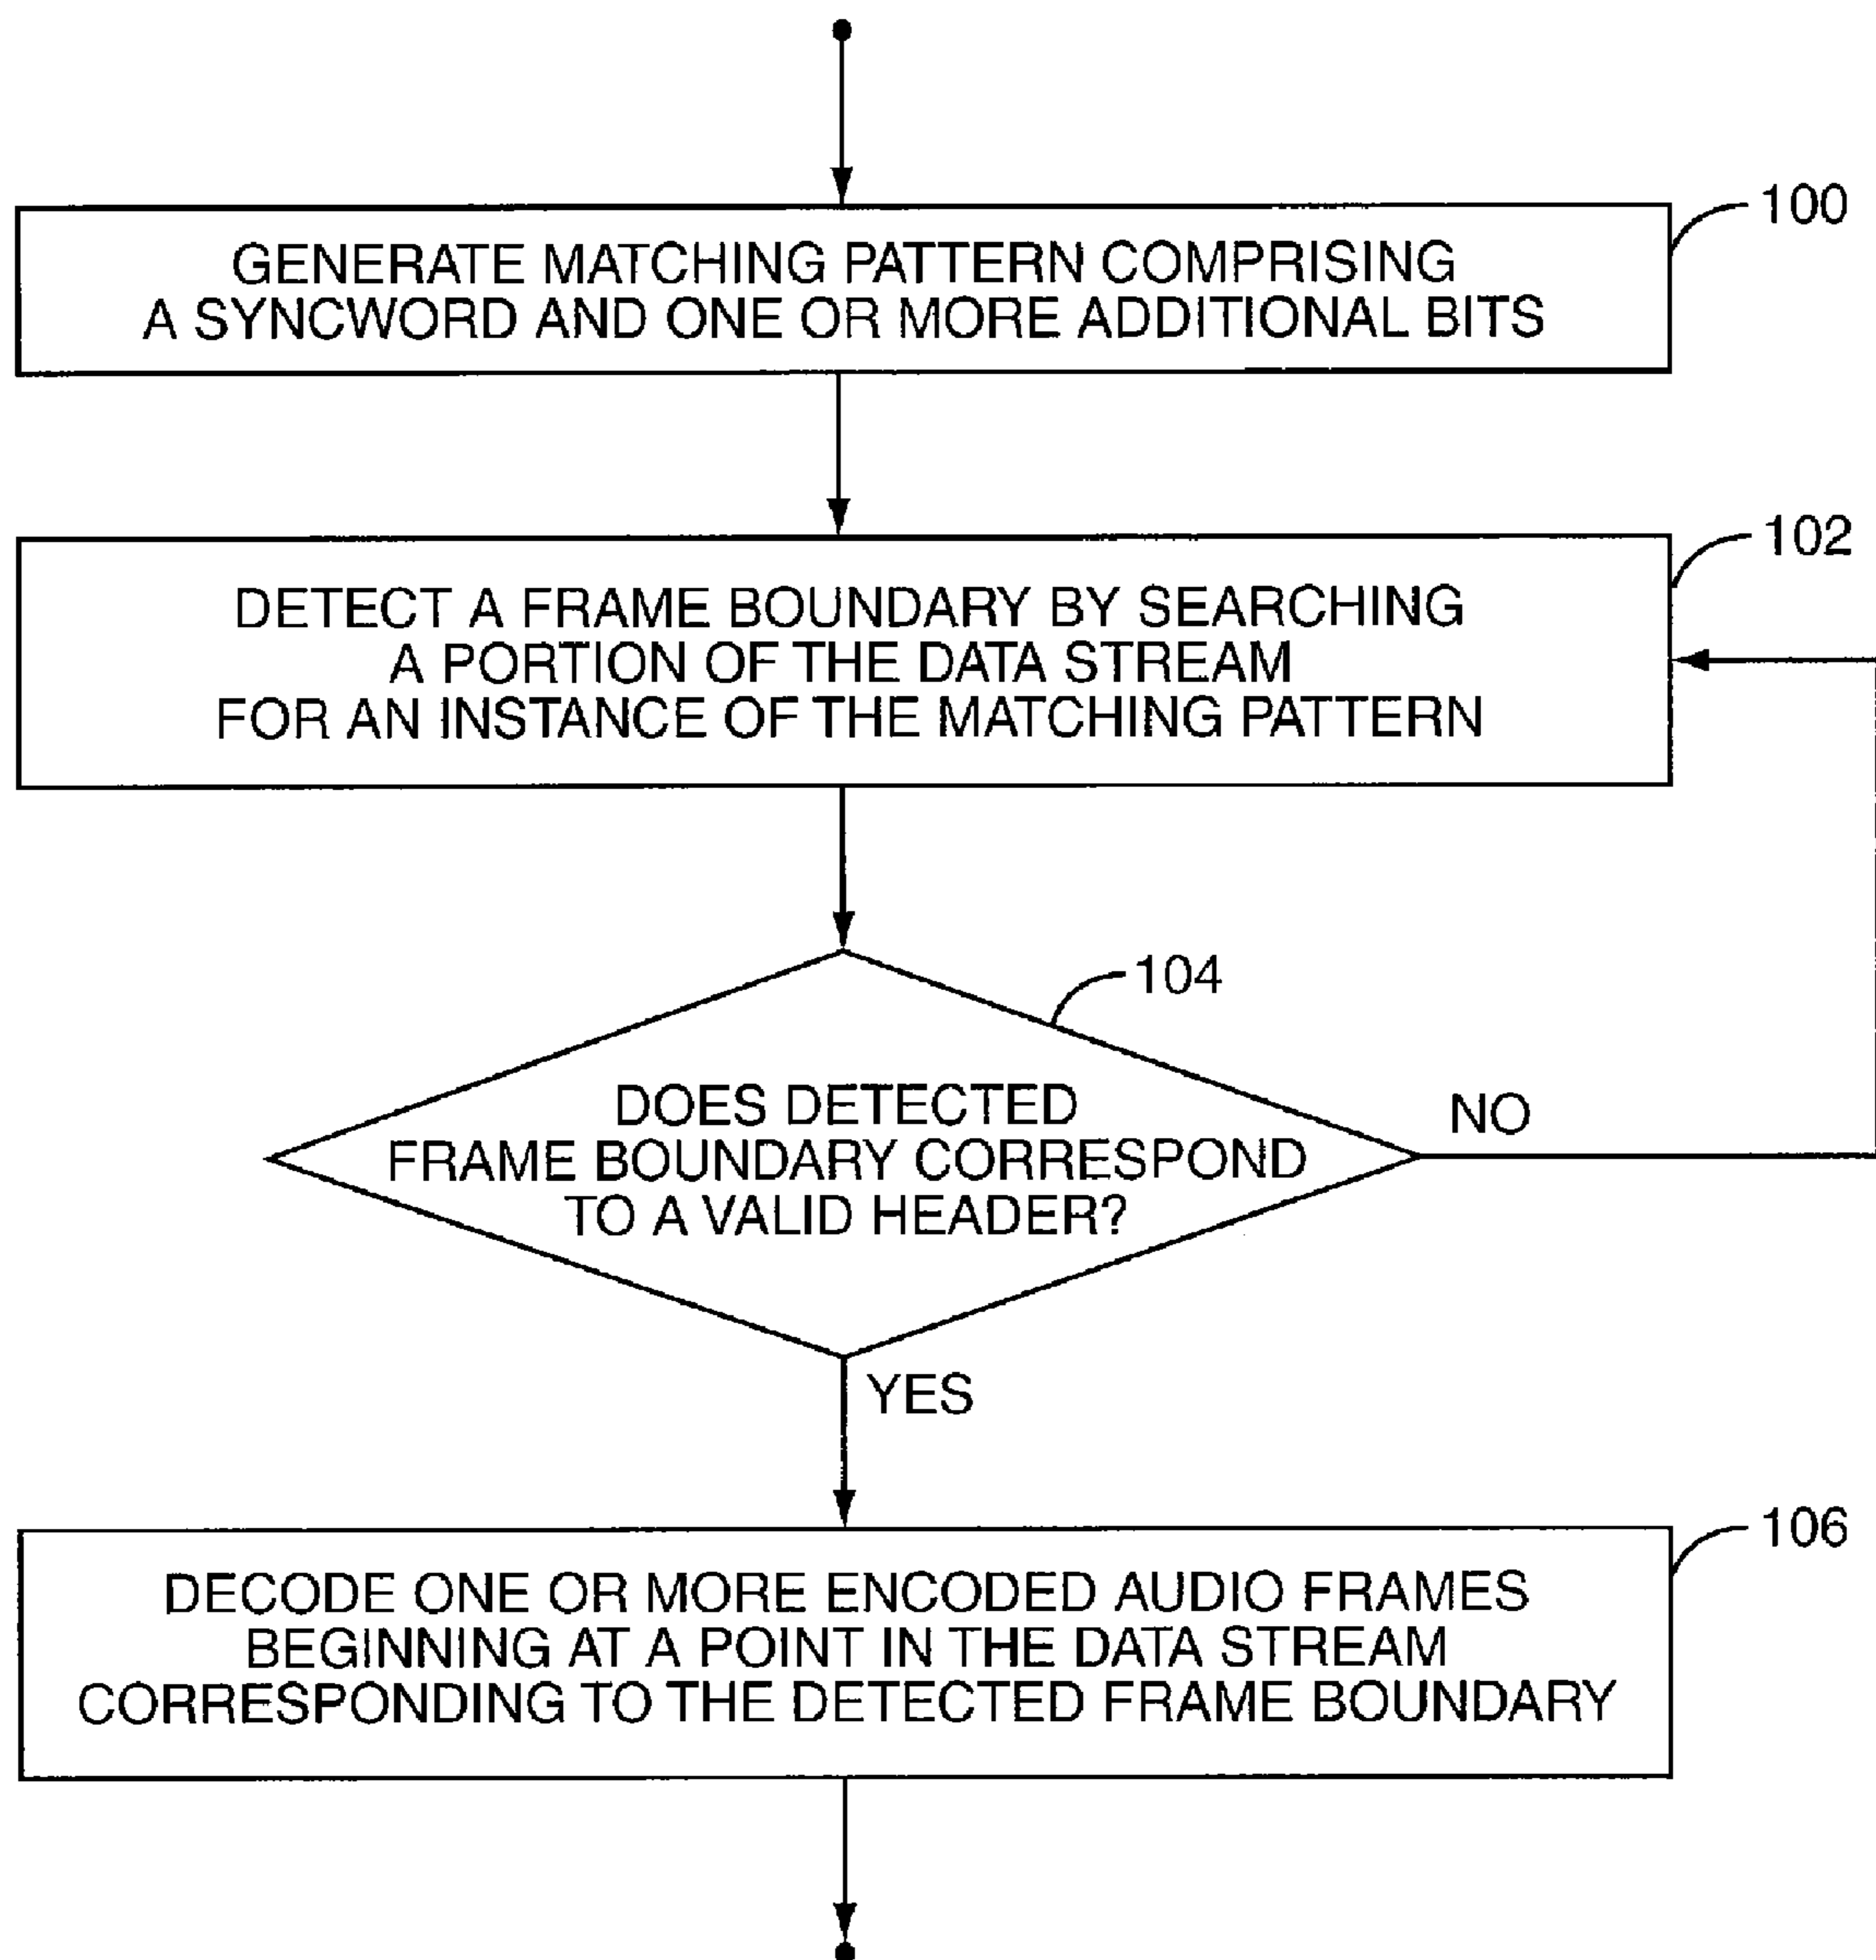 100
GENERATE MATCHING PATTERN COMPRISING
A SYNCWORD AND ONE OR MORE ADDITIONAL BITS
102
DETECT A FRAME BOUNDARY BY SEARCHING
A PORTION OF THE DATA STREAM
FOR AN INSTANCE OF THE MATCHING PATTERN
104
DOES DETECTED
FRAME BOUNDARY CORRESPOND
TO A VALID HEADER?
NO
YES
106
DECODE ONE OR MORE ENCODED AUDIO FRAMES
BEGINNING AT A POINT IN THE DATA STREAM
CORRESPONDING TO THE DETECTED FRAME BOUNDARY